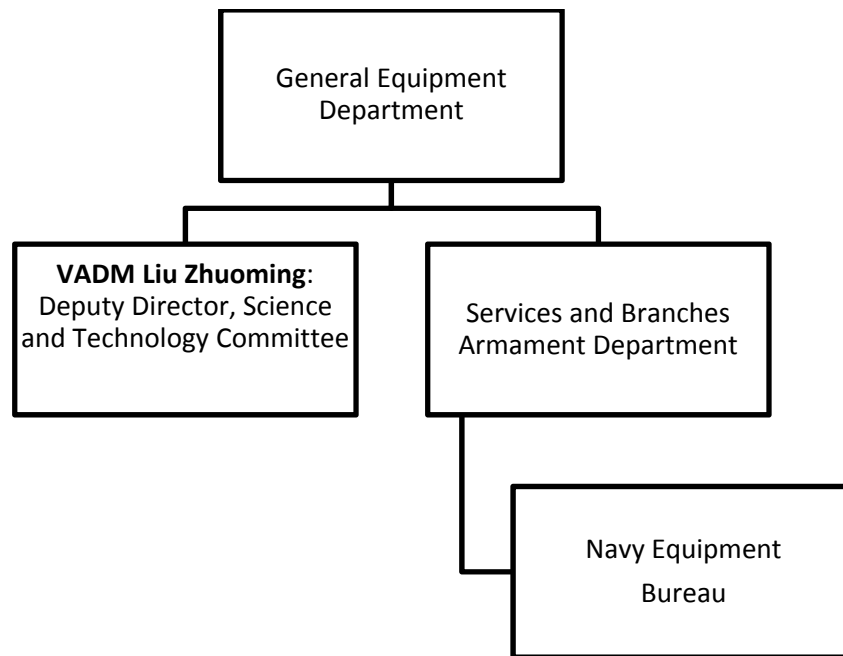 General Equipment
Department
VADM Liu Zhuoming:
Deputy Director, Science
and Technology Committee
Services and Branches
Armament Department
Navy Equipment
Bureau